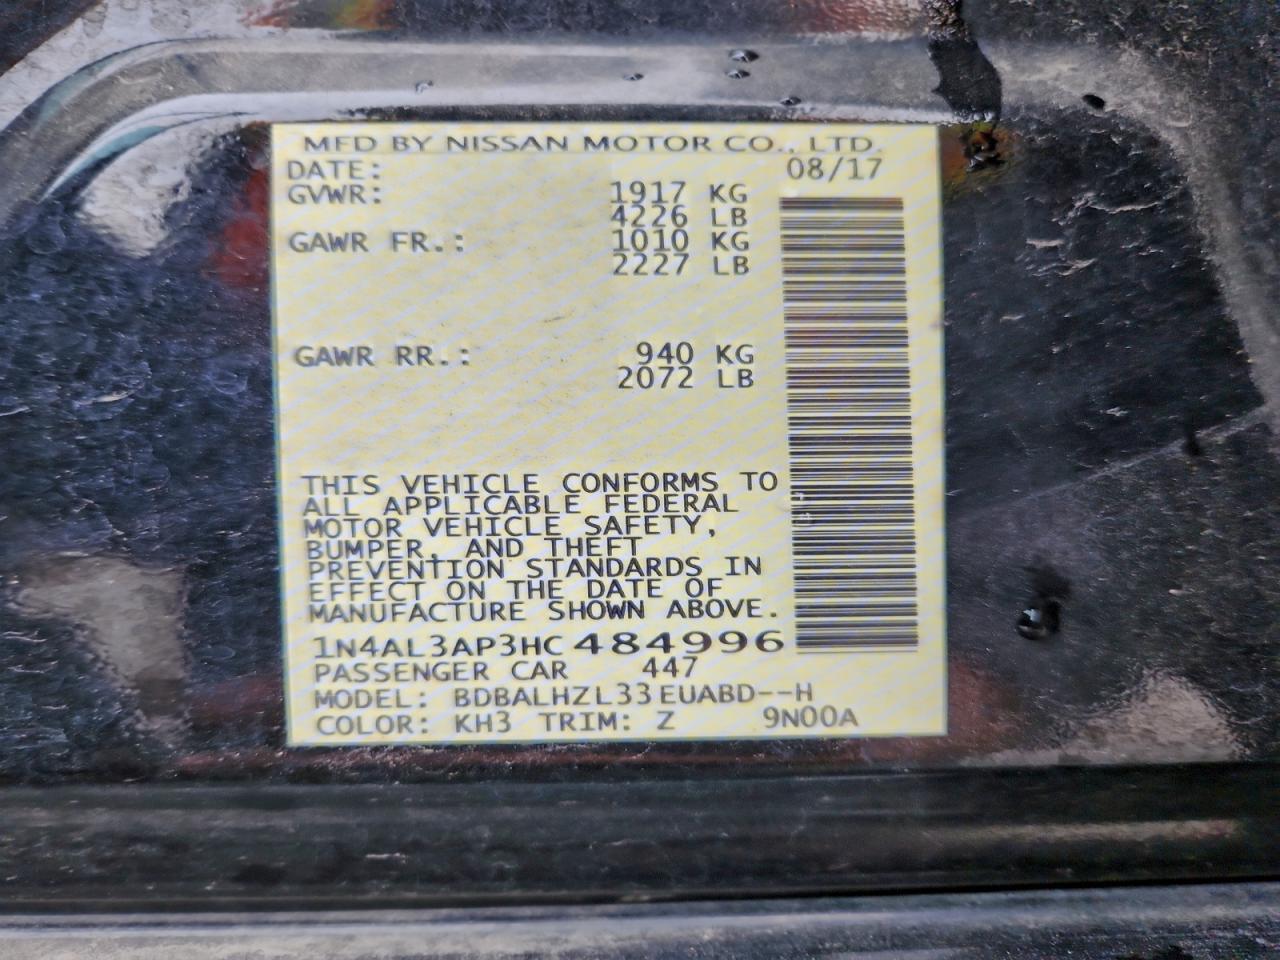 MFD BY NISSAN MOTOR CO., LTD.
DATE: 08/17
GVWR: 1917 KG
4226 LB
GAWR FR.: 1010 KG
2227 LB
GAWR RR.: 940 KG
2072 LB
THIS VEHICLE CONFORMS TO
ALL APPLICABLE FEDERAL
MOTOR VEHICLE SAFETY,
BUMPER, AND THEFT
PREVENTION STANDARDS IN
EFFECT ON THE DATE OF
MANUFACTURE SHOWN ABOVE.
1N4AL3AP3HC484996
PASSENGER CAR 447
MODEL: BDBALHZL33EUABD--H
COLOR: KH3 TRIM: Z 9N00A